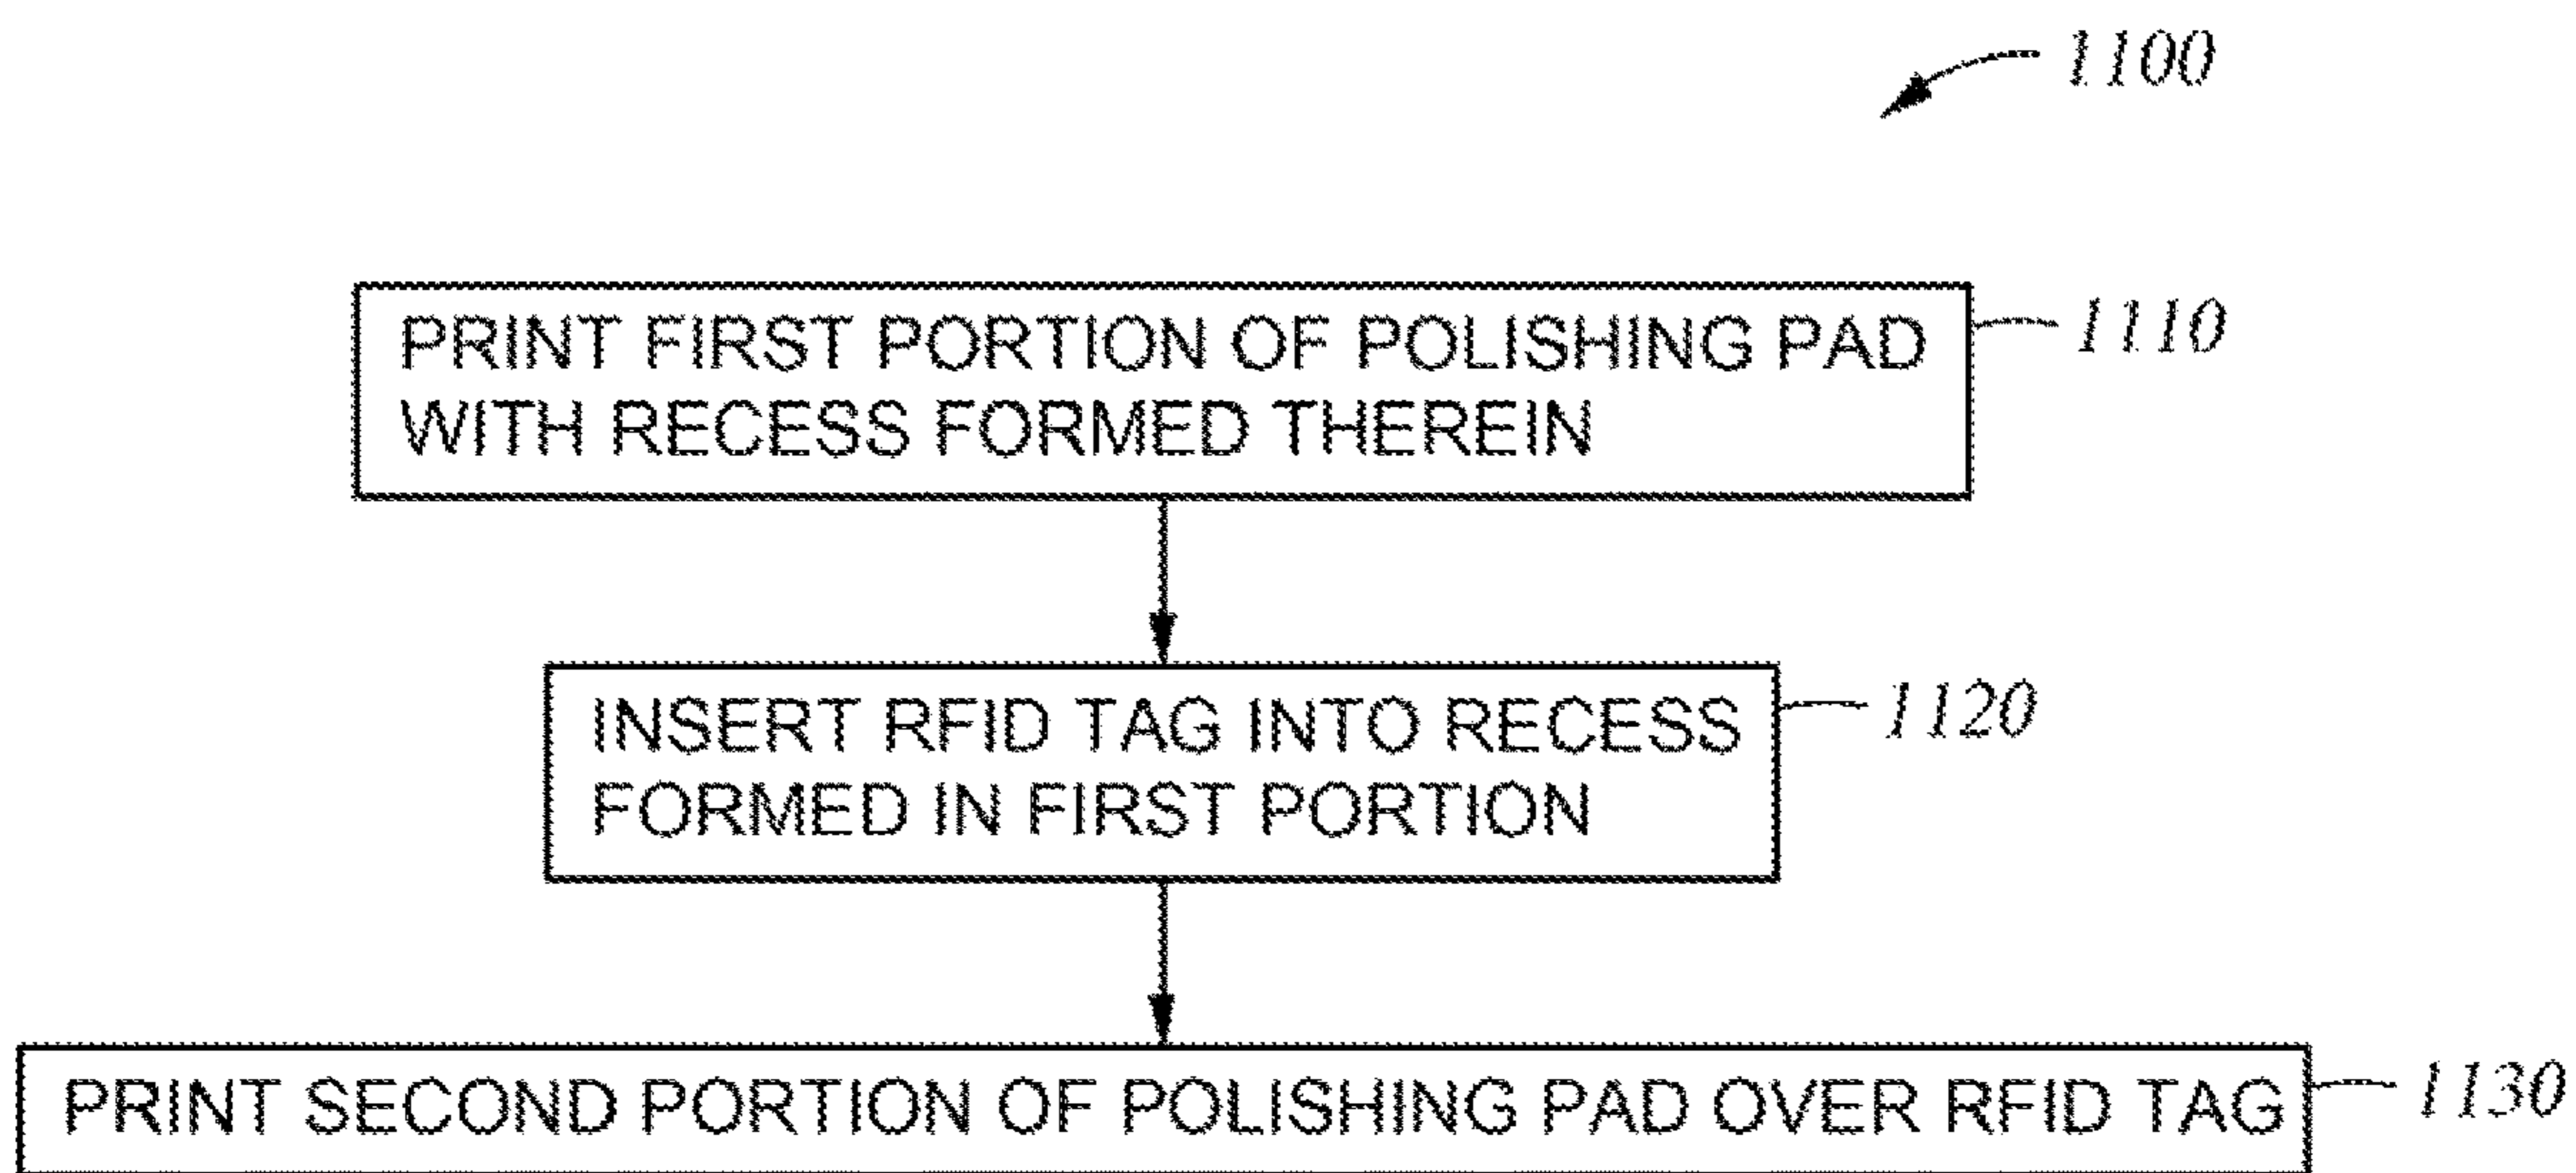 1100
PRINT FIRST PORTION OF POLISHING PAD
WITH RECESS FORMED THEREIN
1110
INSERT RFID TAG INTO RECESS
FORMED IN FIRST PORTION
1120
PRINT SECOND PORTION OF POLISHING PAD OVER RFID TAG
1130